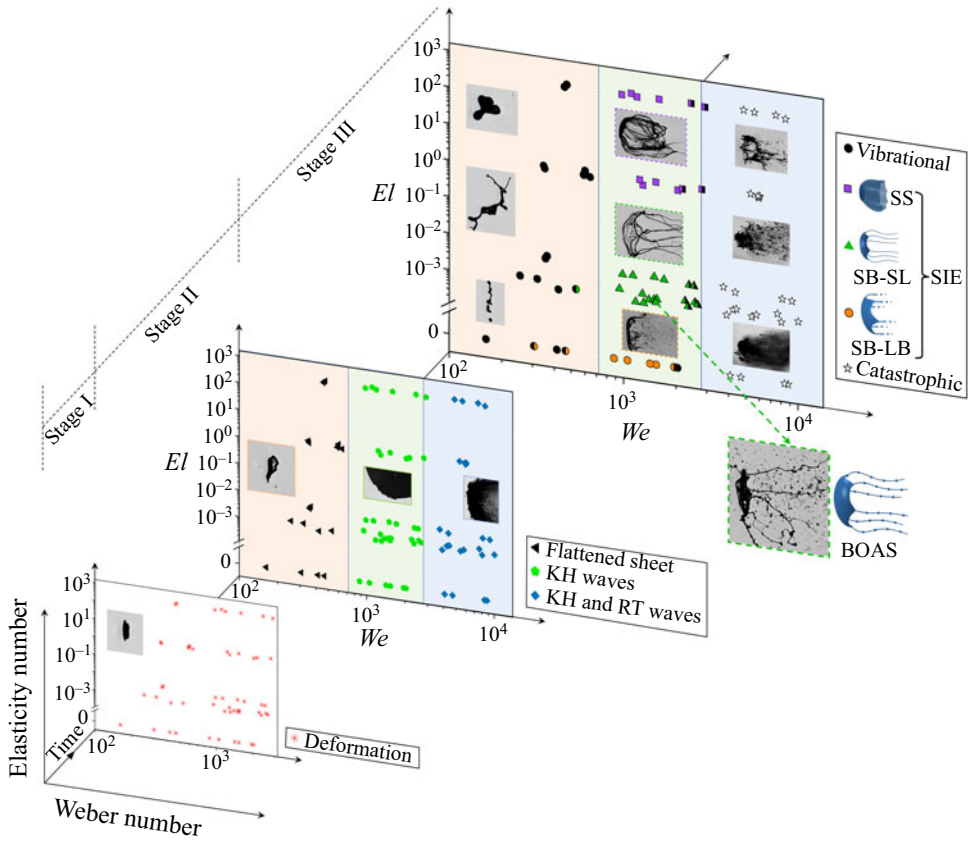 Stage III
Stage II
Stage I
10³
10²
10¹
10⁰
10⁻¹
10⁻²
10⁻³
0
El
10²
10³
10⁴
We
Vibrational
SS
SB-SL
SB-LB
SIE
Catastrophic
BOAS
10³
10²
10⁰
10⁻¹
10⁻²
10⁻³
0
El
10²
10³
10⁴
We
Flattened sheet
KH waves
KH and RT waves
10³
10¹
10⁻¹
10⁻³
0
10²
10³
Deformation
Elasticity number
Time
Weber number